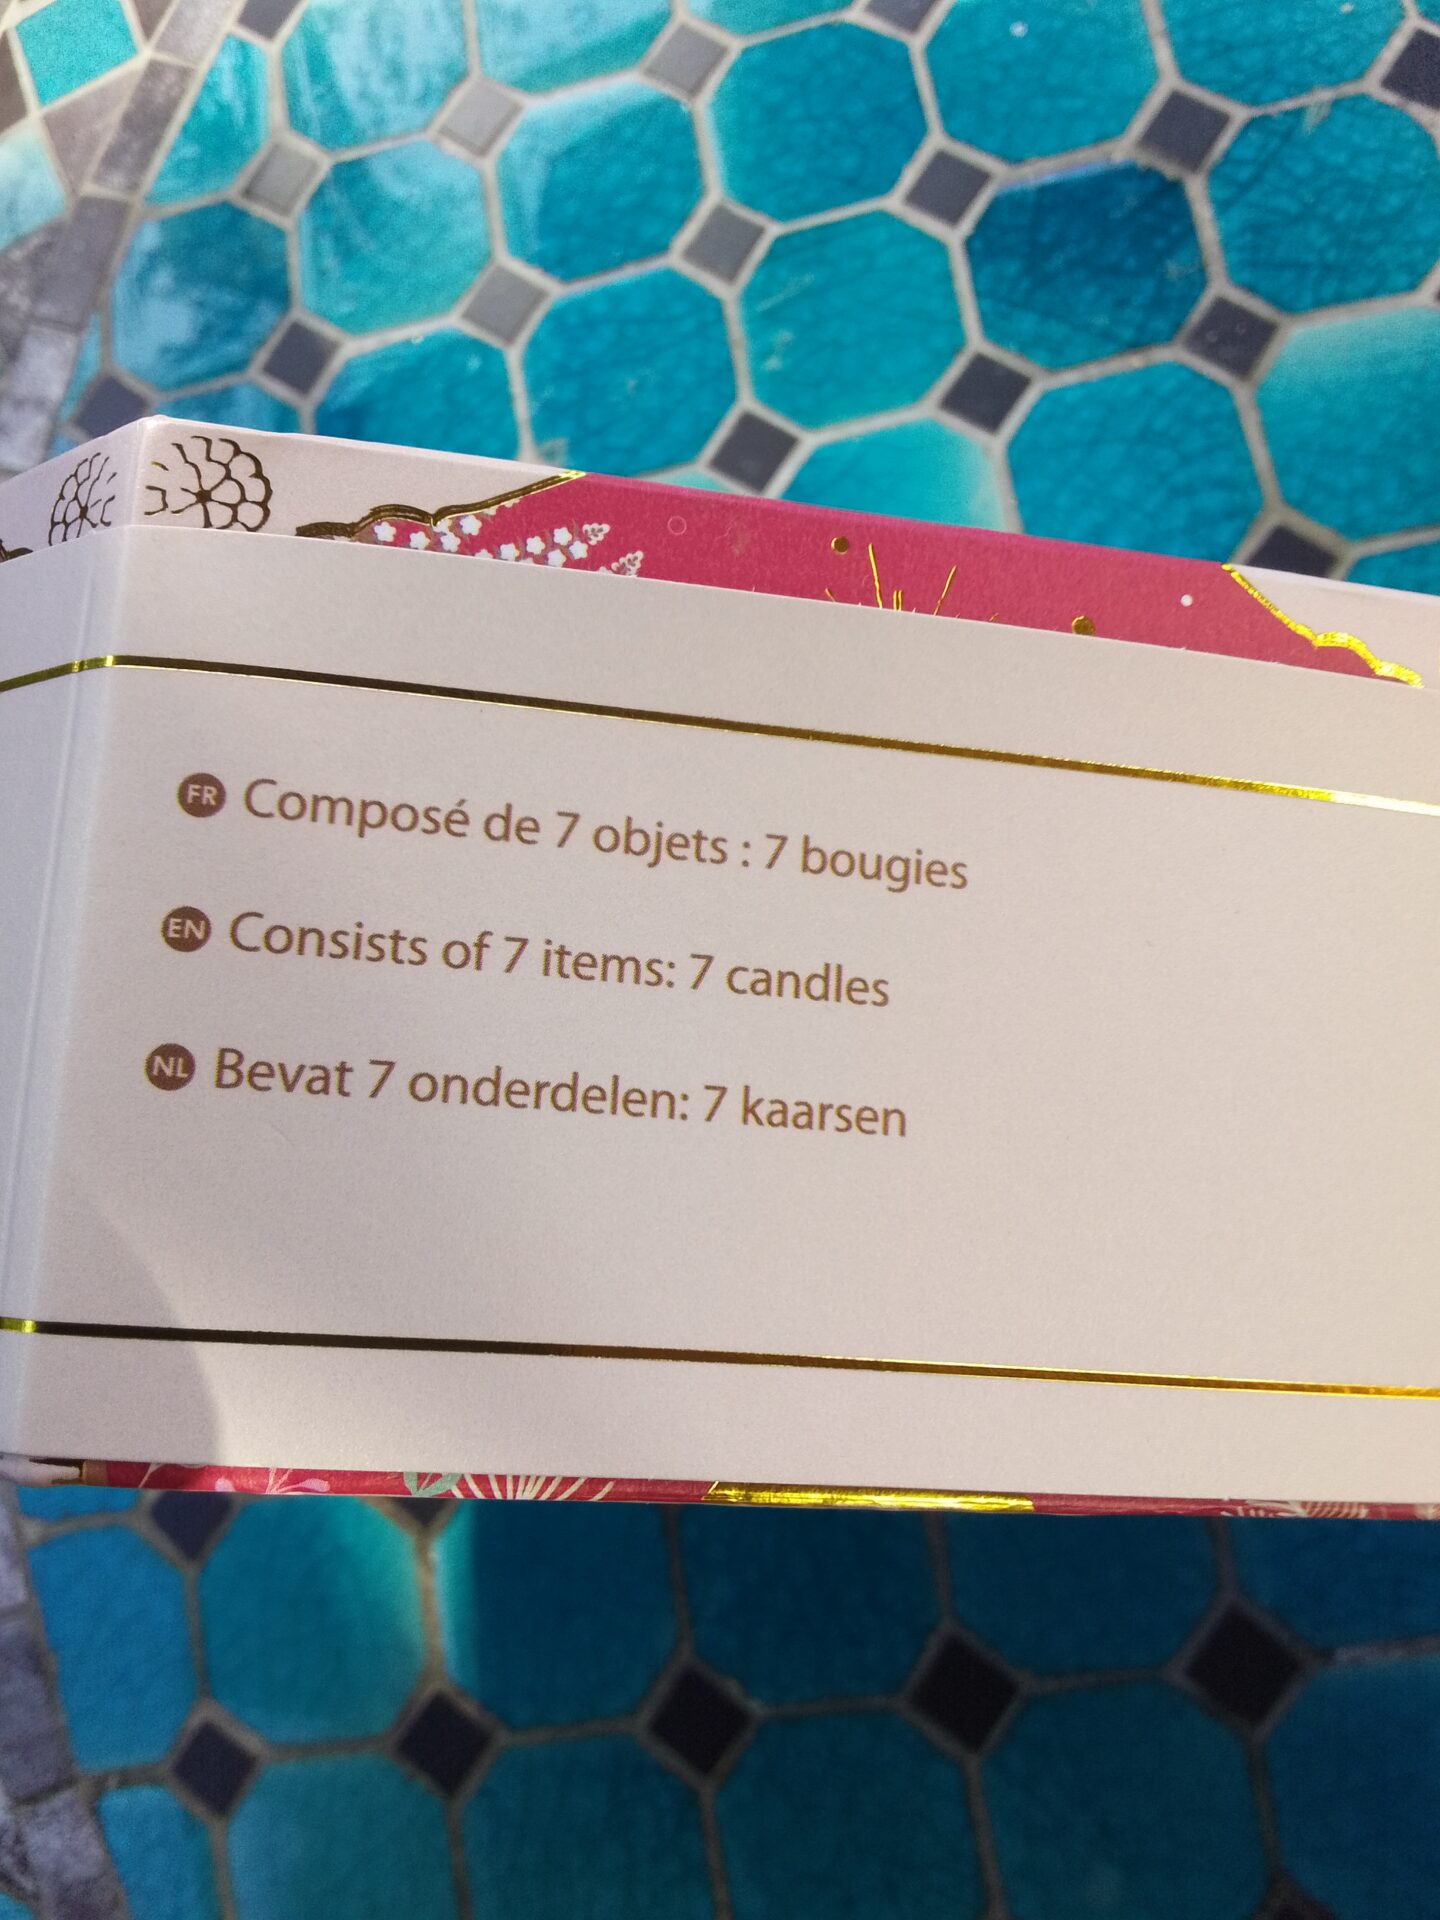 FR Composé de 7 objets : 7 bougies
EN Consists of 7 items: 7 candles
NL Bevat 7 onderdelen: 7 kaarsen